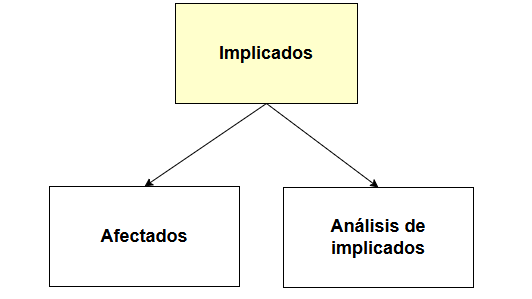 Implicados
Afectados
Análisis de
implicados